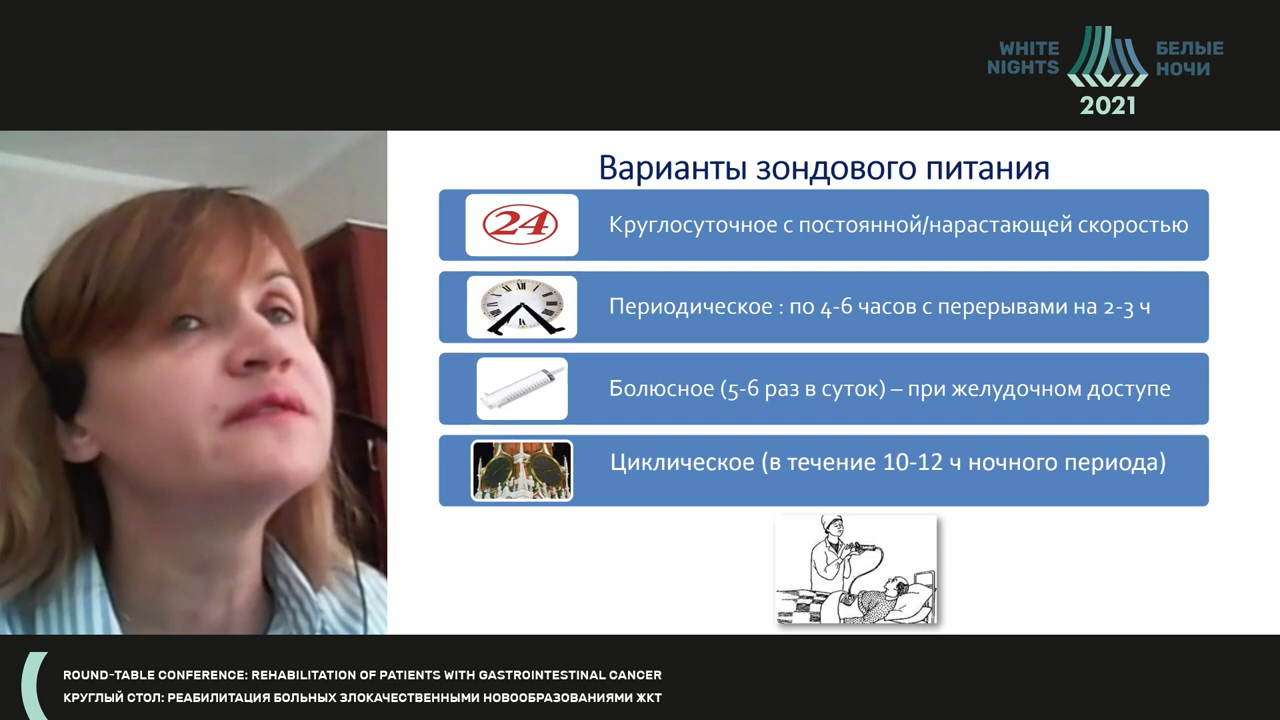 WHITE NIGHTS
БЕЛЫЕ НОЧИ
2021
Варианты зондового питания
24
Круглосуточное с постоянной/нарастающей скоростью
Периодическое : по 4-6 часов с перерывами на 2-3 ч
Болюсное (5-6 раз в суток) – при желудочном доступе
Циклическое (в течение 10-12 ч ночного периода)
ROUND-TABLE CONFERENCE: REHABILITATION OF PATIENTS WITH GASTROINTESTINAL CANCER
КРУГЛЫЙ СТОЛ: РЕАБИЛИТАЦИЯ БОЛЬНЫХ ЗЛОКАЧЕСТВЕННЫМИ НОВООБРАЗОВАНИЯМИ ЖКТ